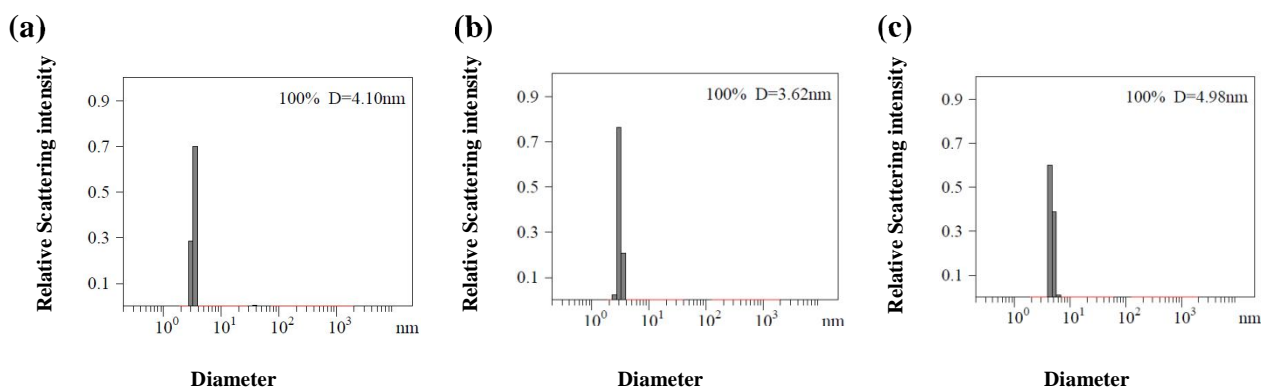 (a)
Relative Scattering intensity
100% D=4.10nm
0.9
0.7
0.5
0.3
0.1
10⁰ 10¹ 10² 10³ nm
Diameter
(b)
Relative Scattering intensity
100% D=3.62nm
0.9
0.7
0.5
0.3
0.1
10⁰ 10¹ 10² 10³ nm
Diameter
(c)
Relative Scattering intensity
100% D=4.98nm
0.9
0.7
0.5
0.3
0.1
10⁰ 10¹ 10² 10³ nm
Diameter